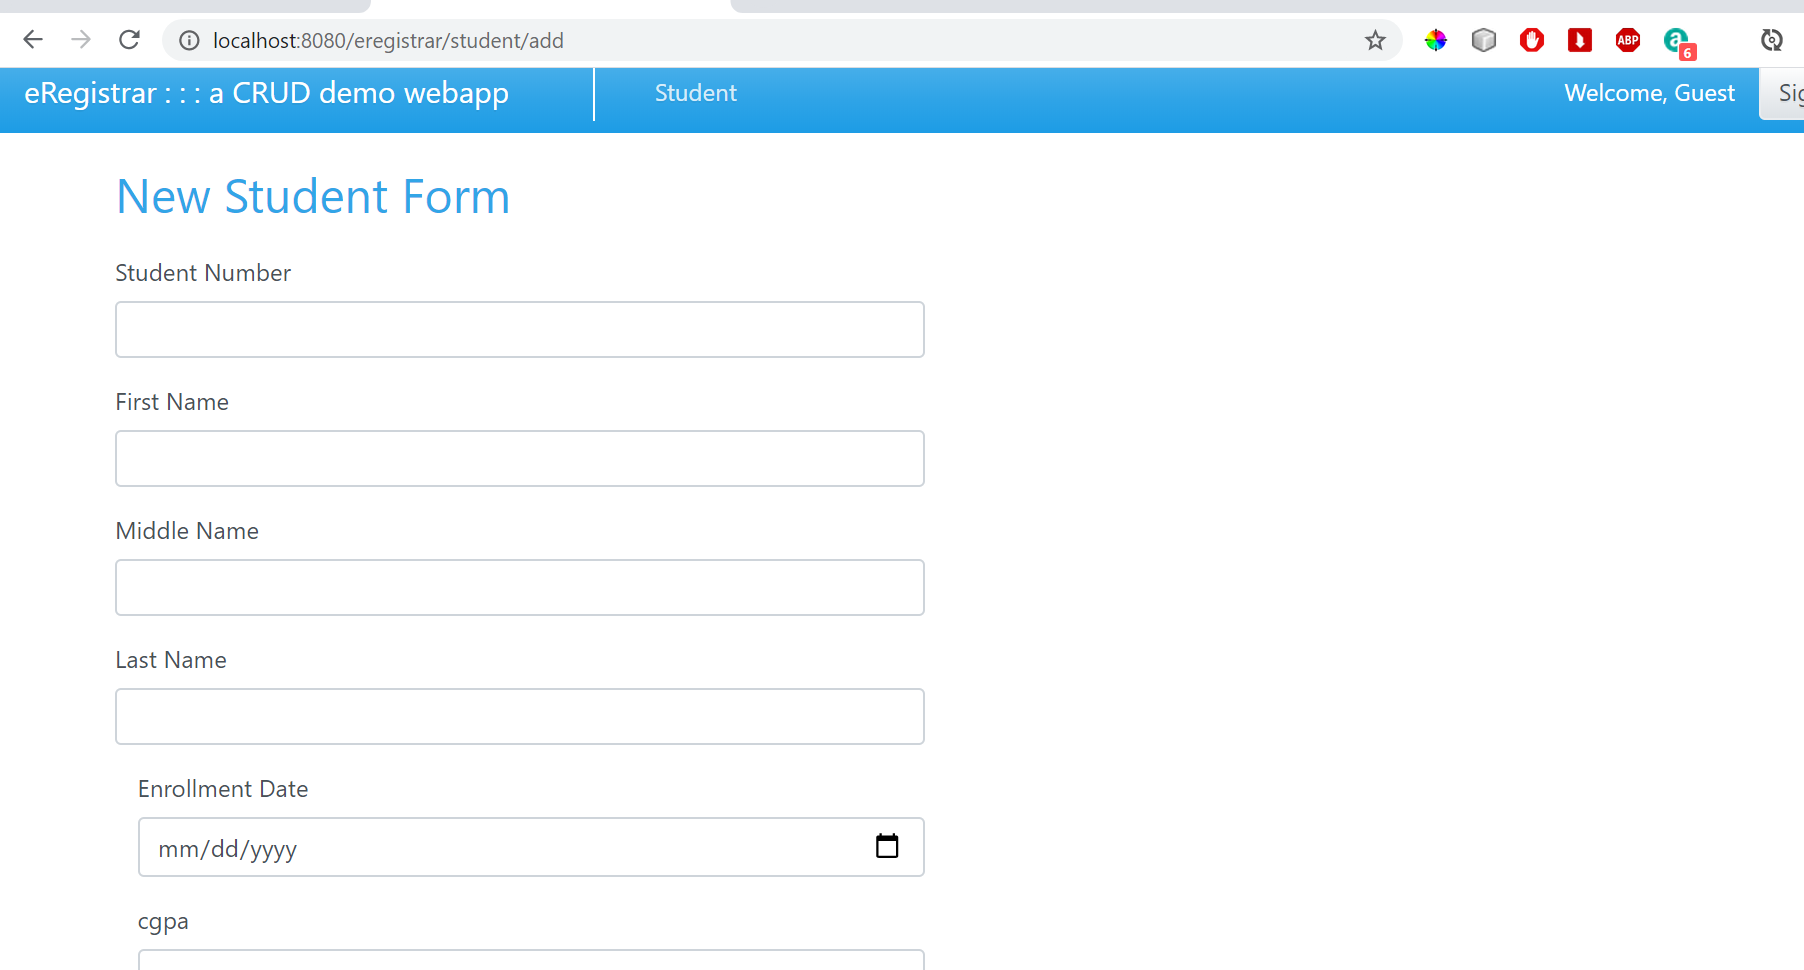 localhost:8080/eregistrar/student/add
ABP
a
6
eRegistrar : : : a CRUD demo webapp
Student
Welcome, Guest
New Student Form
Student Number
First Name
Middle Name
Last Name
Enrollment Date
mm/dd/yyyy
cgpa